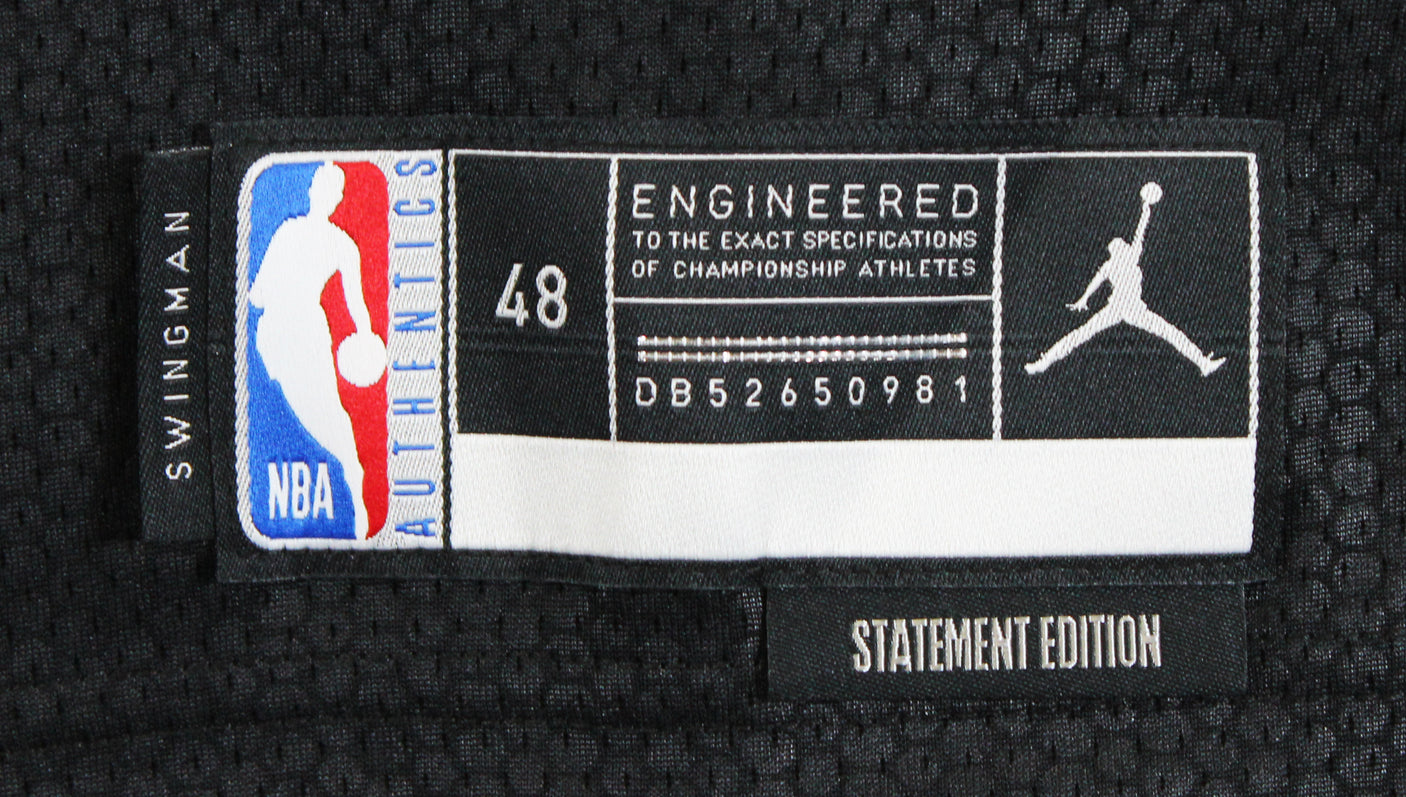 SWINGMAN
NBA
AUTHENTICS
48
ENGINEERED
TO THE EXACT SPECIFICATIONS
OF CHAMPIONSHIP ATHLETES
DB52650981
STATEMENT EDITION